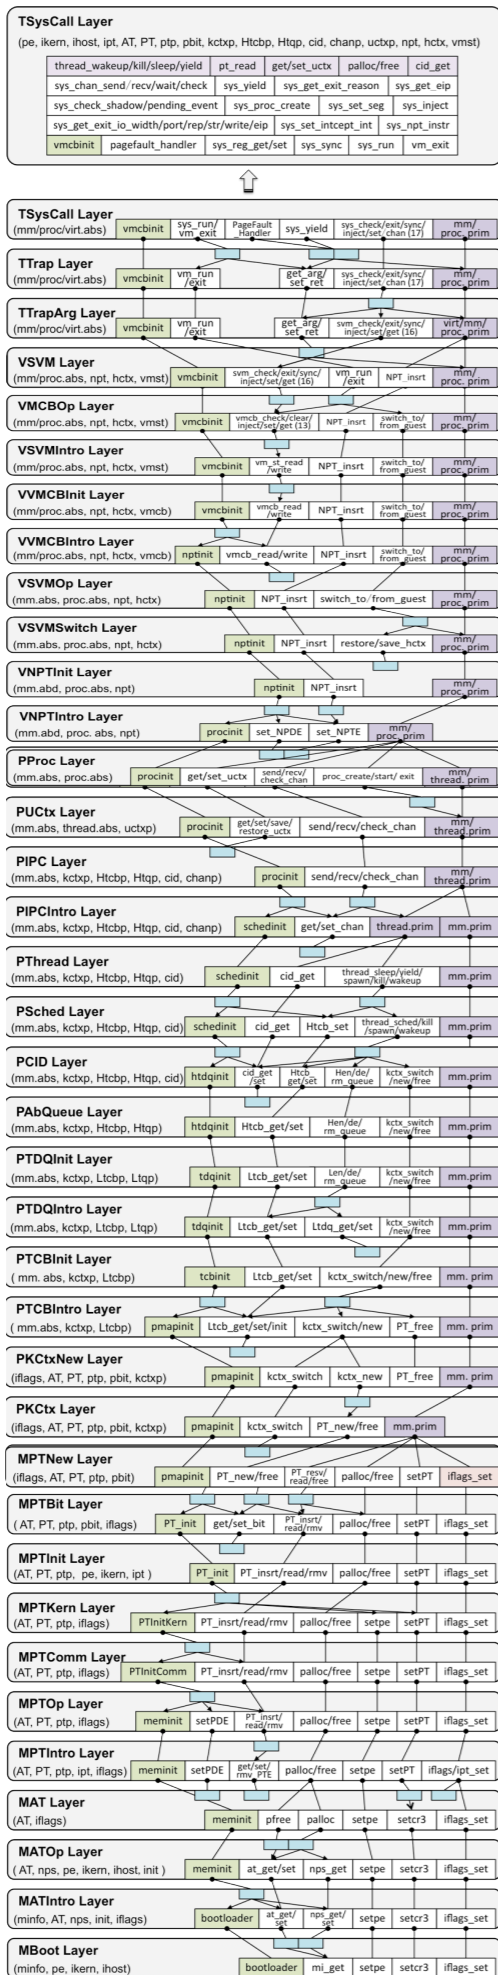 TSysCall Layer
(pe, ikern, ihost, ipt, AT, PT, ptp, pbit, kctxp, Htcbp, Htqp, cid, chanp, uctxp, npt, hctx, vmst)
thread_wakeup/kill/sleep/yield pt_read get/set_uctx palloc/free cid_get
sys_chan_send/recv/wait/check sys_yield sys_get_exit_reason sys_get_eip
sys_check_shadow/pending_event sys_proc_create sys_set_seg sys_inject
sys_get_exit_io_width/port/rep/str/write/eip sys_set_intcept_int sys_npt_instr
vmcbinit pagefault_handler sys_reg_get/set sys_sync sys_run vm_exit
TSysCall Layer
(mm/proc/virt.abs)
vmcbinit
sys_run/
vm_exit
PageFault
_Handler
sys_yield
sys_check/exit/sync/
inject/set_chan (17)
mm/
proc_prim
TTrap Layer
(mm/proc/virt.abs)
vmcbinit
vm_run
/exit
get_arg/
set_ret
sys_check/exit/sync/
inject/set_chan (17)
mm/
proc_prim
TTrapArg Layer
(mm/proc/virt.abs)
vmcbinit
vm_run
/exit
get_arg/
set_ret
svm_check/exit/sync/
inject/set/get (16)
virt/mm/
proc_prim
VSVM Layer
(mm/proc.abs, npt, hctx, vmst)
vmcbinit
svm_check/exit/sync/
inject/set/get (16)
vm_run
/exit
NPT_insrt
mm/
proc_prim
VMCBOp Layer
(mm/proc.abs, npt, hctx, vmst)
vmcbinit
vmcb_check/clear/
inject/set/get (13)
NPT_insrt
switch_to/
from_guest
mm/
proc_prim
VSVMIntro Layer
(mm/proc.abs, npt, hctx, vmst)
vmcbinit
vm_st_read
/write
NPT_insrt
switch_to/
from_guest
mm/
proc_prim
VVMCBInit Layer
(mm/proc.abs, npt, hctx, vmcb)
vmcbinit
vmcb_read
/write
NPT_insrt
switch_to/
from_guest
mm/
proc_prim
VVMCBIntro Layer
(mm/proc.abs, npt, hctx, vmcb)
nptinit
vmcb_read/write
NPT_insrt
switch_to/
from_guest
mm/
proc_prim
VSVMOp Layer
(mm.abs, proc.abs, npt, hctx)
nptinit
NPT_insrt
switch_to/from_guest
mm/
proc_prim
VSVMSwitch Layer
(mm.abs, proc.abs, npt, hctx)
nptinit
NPT_insrt
restore/save_hctx
mm/
proc_prim
VNPTInit Layer
(mm.abd, proc.abs, npt)
nptinit
NPT_insrt
mm/
proc_prim
VNPTIntro Layer
(mm.abd, proc. abs, npt)
procinit
set_NPDE
set_NPTE
mm/
proc_prim
PProc Layer
(mm.abs, proc.abs)
procinit
get/set_uctx
send/recv/
check_chan
proc_create/start/ exit
mm/
thread. prim
PUCtx Layer
(mm.abs, thread.abs, uctxp)
procinit
get/set/save/
restore_uctx
send/recv/check_chan
mm/
thread.prim
PIPC Layer
(mm.abs, kctxp, Htcbp, Htqp, cid, chanp)
procinit
send/recv/check_chan
mm/
thread.prim
PIPCIntro Layer
(mm.abs, kctxp, Htcbp, Htqp, cid, chanp)
schedinit
get/set_chan
thread.prim
mm.prim
PThread Layer
(mm.abs, kctxp, Htcbp, Htqp, cid)
schedinit
cid_get
thread_sleep/yield/
spawn/kill/wakeup
mm.prim
PSched Layer
(mm.abs, kctxp, Htcbp, Htqp, cid)
schedinit
cid_get
Htcb_set
thread_sched/kill
/spawn/wakeup
mm.prim
PCID Layer
(mm.abs, kctxp, Htcbp, Htqp, cid)
htdqinit
cid_get
/set
Htcb_
get/set
Hen/de/
rm_queue
kctx_switch
/new/free
mm.prim
PAbQueue Layer
(mm.abs, kctxp, Htcbp, Htqp)
htdqinit
Htcb_get/set
Hen/de/
rm_queue
kctx_switch
/new/free
mm.prim
PTDQInit Layer
(mm.abs, kctxp, Ltcbp, Ltqp)
tdqinit
Ltcb_get/set
Len/de/
rm_queue
kctx_switch
/new/free
mm.prim
PTDQIntro Layer
(mm.abs, kctxp, Ltcbp, Ltqp)
tdqinit
Ltcb_get/set
Ltdq_get/set
kctx_switch
/new/free
mm.prim
PTCBInit Layer
( mm. abs, kctxp, Ltcbp)
tcbinit
Ltcb_get/set
kctx_switch/new/free
mm. prim
PTCBIntro Layer
( mm.abs, kctxp, Ltcbp)
pmapinit
Ltcb_get/set/init
kctx_switch/new
PT_free
mm. prim
PKCtxNew Layer
(iflags, AT, PT, ptp, pbit, kctxp)
pmapinit
kctx_switch
kctx_new
PT_free
mm. prim
PKCtx Layer
(iflags, AT, PT, ptp, pbit, kctxp)
pmapinit
kctx_switch
PT_new/free
mm.prim
MPTNew Layer
(iflags, AT, PT, ptp, pbit)
pmapinit
PT_new/free
PT_resv/
read/free
palloc/free
setPT
iflags_set
MPTBit Layer
( AT, PT, ptp, pbit, iflags)
PT_init
get/set_bit
PT_insrt/
read/rmv
palloc/free
setPT
iflags_set
MPTInit Layer
(AT, PT, ptp, pe, ikern, ipt )
PT_init
PT_insrt/read/rmv
palloc/free
setPT
iflags_set
MPTKern Layer
(AT, PT, ptp, iflags)
PTInitKern
PT_insrt/read/rmv
palloc/free
setpe
setPT
iflags_set
MPTComm Layer
(AT, PT, ptp, iflags)
PTInitComm
PT_insrt/read/rmv
palloc/free
setpe
setPT
iflags_set
MPTOp Layer
(AT, PT, ptp, iflags)
meminit
setPDE
PT_insrt/
read/rmv
palloc/free
setpe
setPT
iflags_set
MPTIntro Layer
(AT, PT, ptp, ipt, iflags)
meminit
setPDE
get/set/
rmv_PTE
palloc/free
setpe
setPT
iflags/ipt_set
MAT Layer
(AT, iflags)
meminit
pfree
palloc
setpe
setcr3
iflags_set
MATOp Layer
( AT, nps, pe, ikern, ihost, init )
meminit
at_get/set
nps_get
setpe
setcr3
iflags_set
MATIntro Layer
(minfo, AT, nps, init, iflags)
bootloader
at_get/
set
nps_get/
set
setpe
setcr3
iflags_set
MBoot Layer
(minfo, pe, ikern, ihost)
bootloader
mi_get
setpe
setcr3
iflags_set